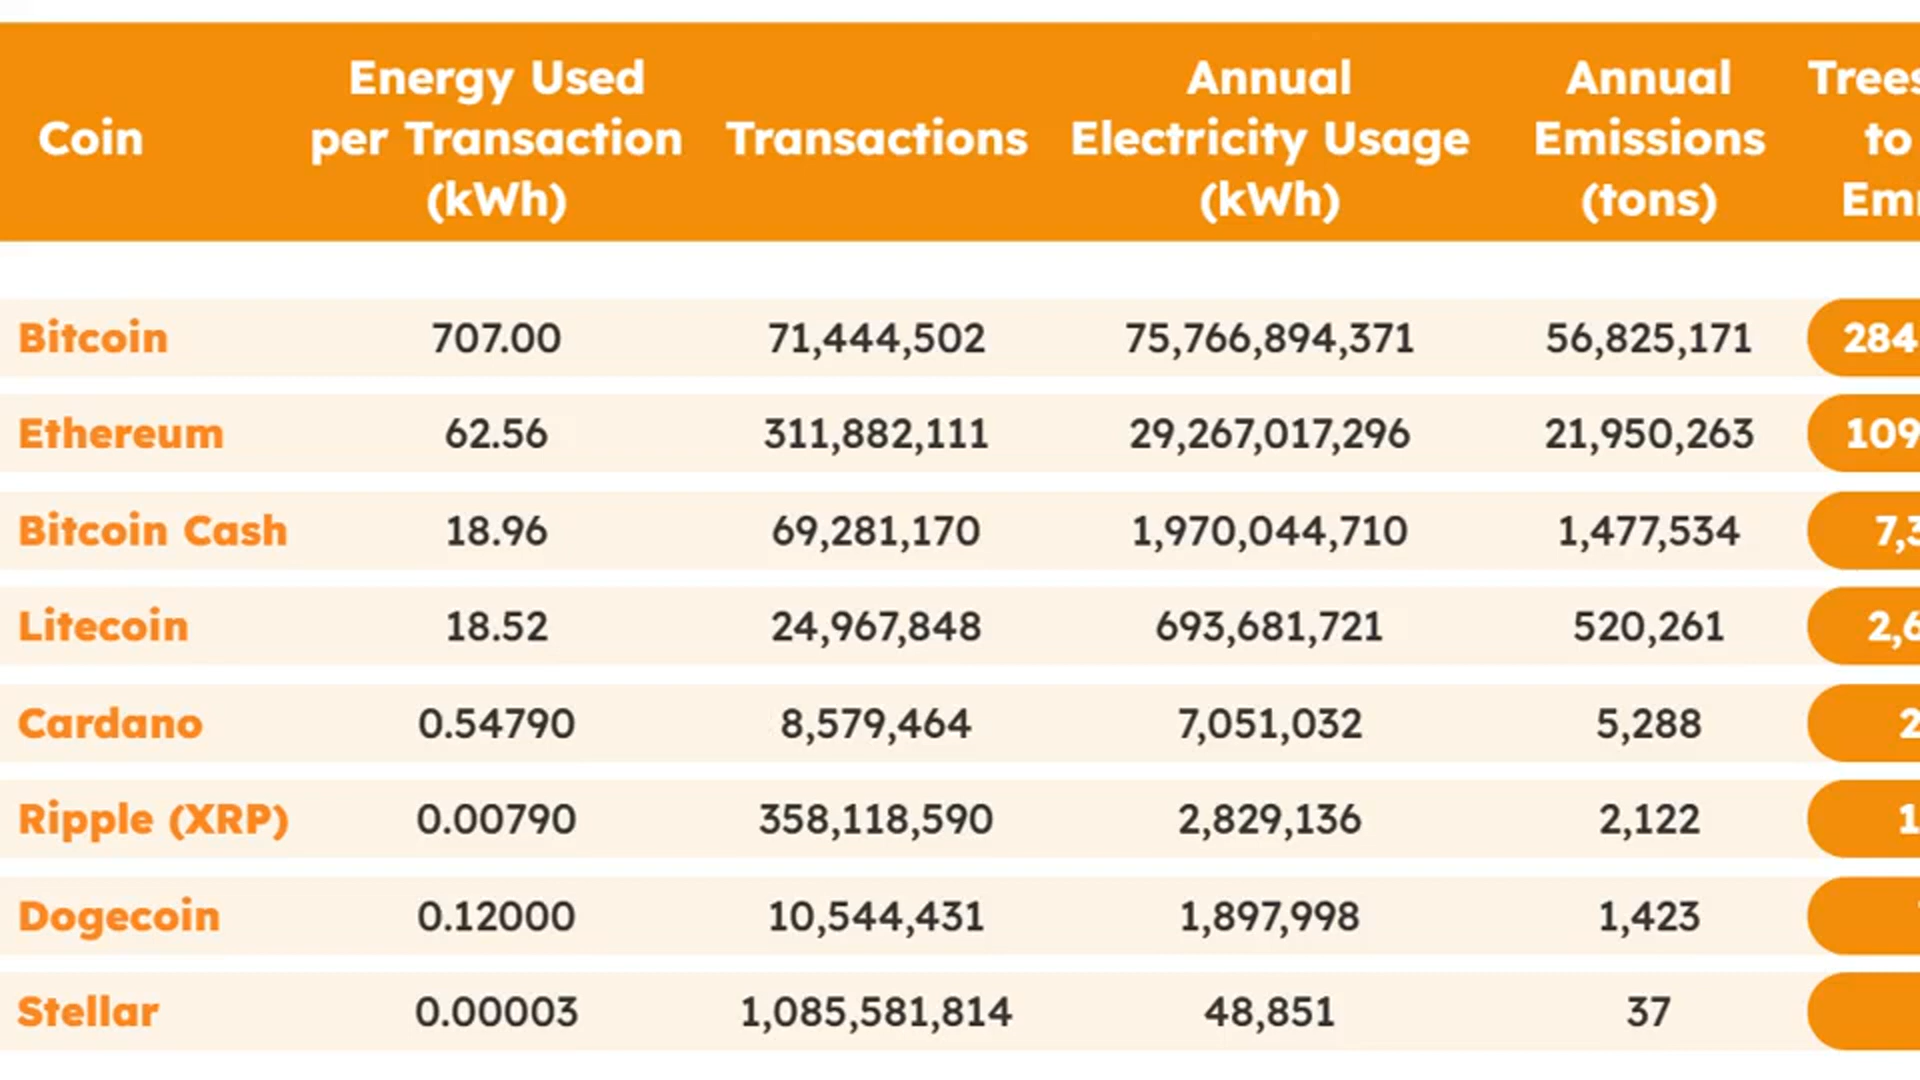 Coin
Energy Used
per Transaction
(kWh)
Transactions
Annual
Electricity Usage
(kWh)
Annual
Emissions
(tons)
Trees
to
Bitcoin 707.00 71,444,502 75,766,894,371 56,825,171 284
Ethereum 62.56 311,882,111 29,267,017,296 21,950,263 109
Bitcoin Cash 18.96 69,281,170 1,970,044,710 1,477,534
Litecoin 18.52 24,967,848 693,681,721 520,261
Cardano 0.54790 8,579,464 7,051,032 5,288
Ripple (XRP) 0.00790 358,118,590 2,829,136 2,122
Dogecoin 0.12000 10,544,431 1,897,998 1,423
Stellar 0.00003 1,085,581,814 48,851 37